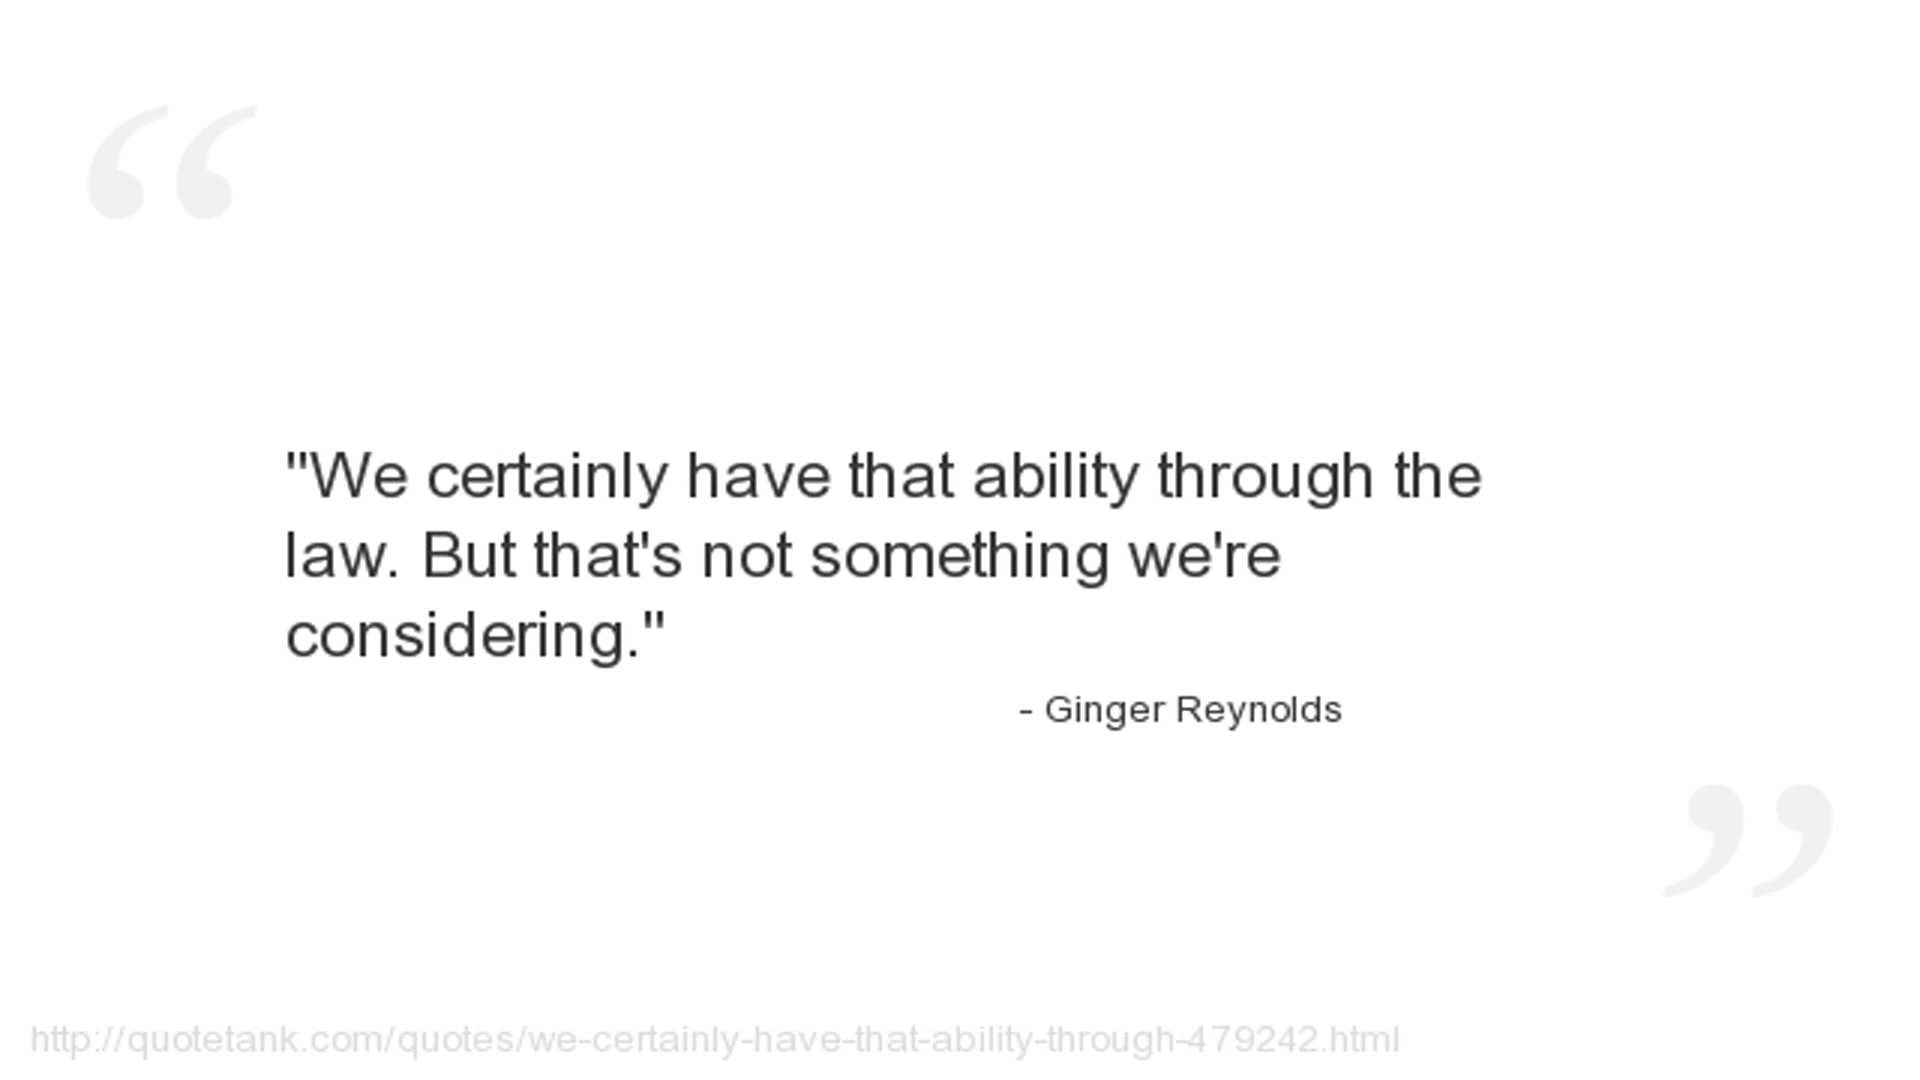 "We certainly have that ability through the
law. But that's not something we're
considering."
- Ginger Reynolds
http://quotetank.com/quotes/we-certainly-have-that-ability-through-479242.html